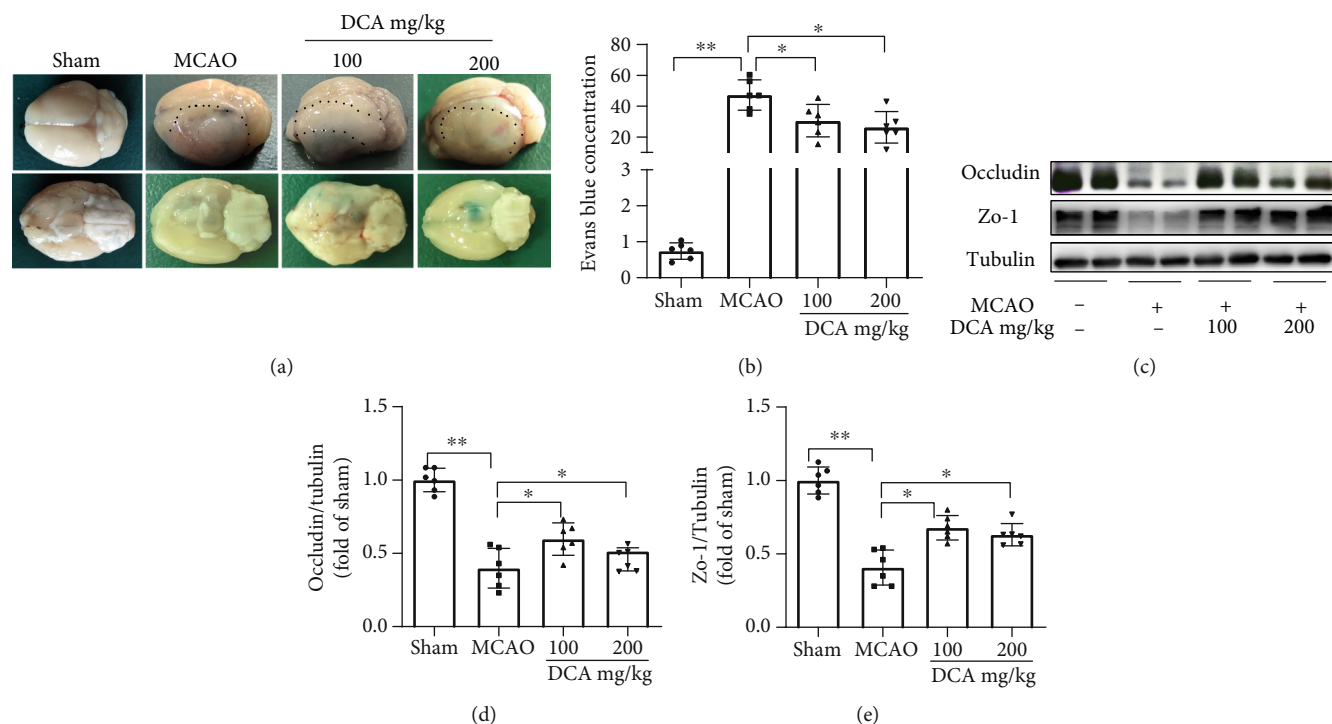 DCA mg/kg
Sham
MCAO
100
200
(a)
Evans blue concentration
80
60
40
20
3
2
1
0
**
*
*
Sham
MCAO
100
200
DCA mg/kg
(b)
Occludin
Zo-1
Tubulin
MCAO – + + +
DCA mg/kg – – 100 200
(c)
Occludin/tubulin
(fold of sham)
1.5
1.0
0.5
0.0
**
*
*
Sham
MCAO
100
200
DCA mg/kg
(d)
Zo-1/Tubulin
(fold of sham)
1.5
1.0
0.5
0.0
**
*
*
Sham
MCAO
100
200
DCA mg/kg
(e)